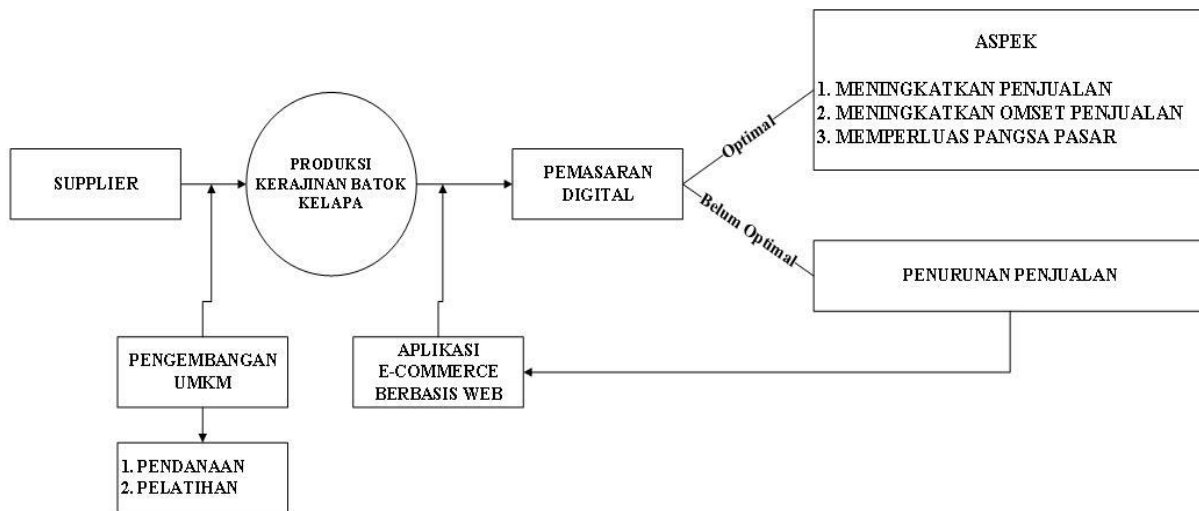 ASPEK
1. MENINGKATKAN PENJUALAN
2. MENINGKATKAN OMSET PENJUALAN
3. MEMPERLUAS PANGSA PASAR
Optimal
SUPPLIER
PRODUKSI
KERAJINAN BATOK
KELAPA
PEMASARAN
DIGITAL
Belum Optimal
PENURUNAN PENJUALAN
PENGEMBANGAN
UMKM
APLIKASI
E-COMMERCE
BERBASIS WEB
1. PENDANAAN
2. PELATIHAN